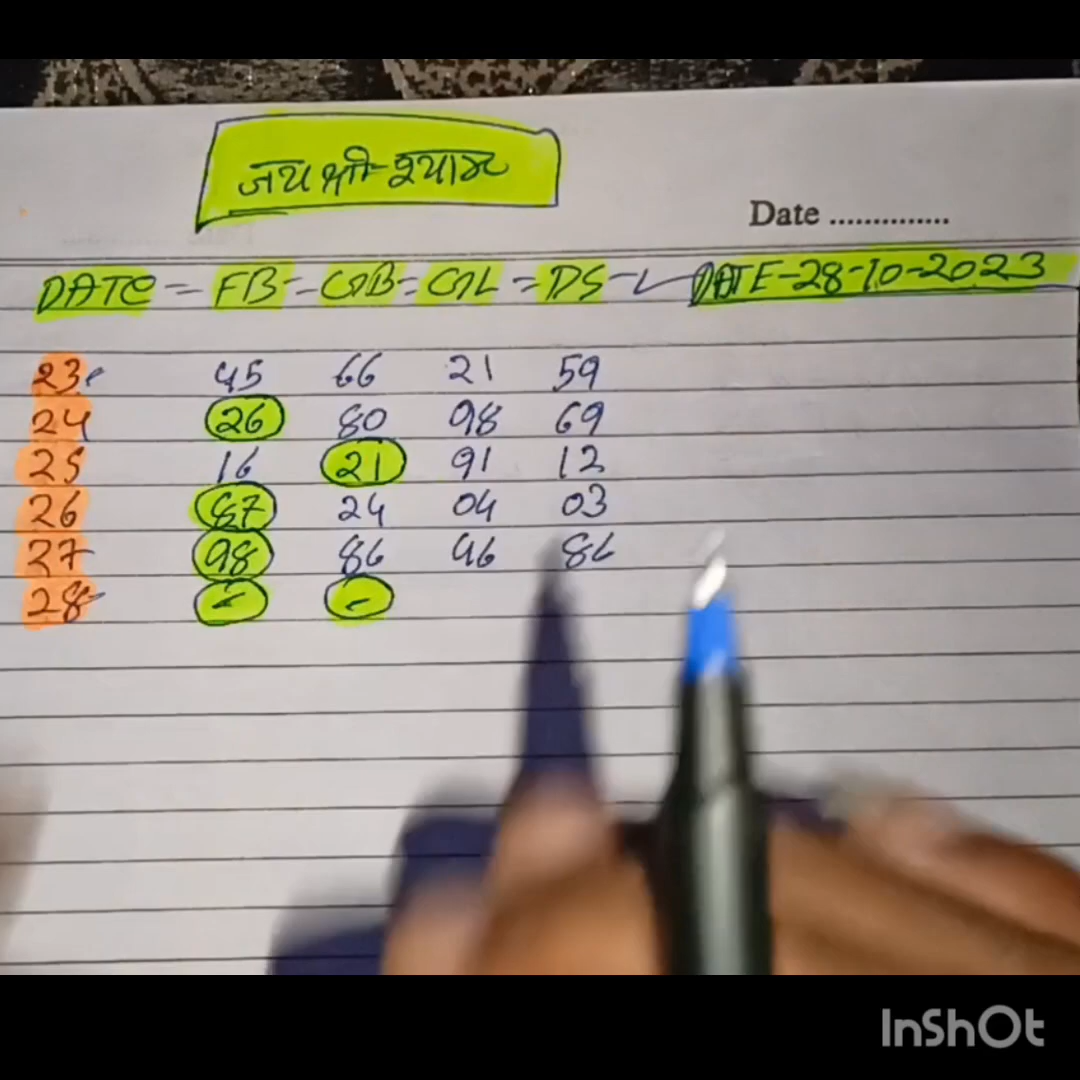 जय श्री श्याम
Date ..............
DATE = FB - GB = GL = DS - DATE-28-10-2023
23 45 66 21 59
24 26 80 98 69
25 16 21 91 12
26 87 24 04 03
27 98 86 46 86
28
InShOt